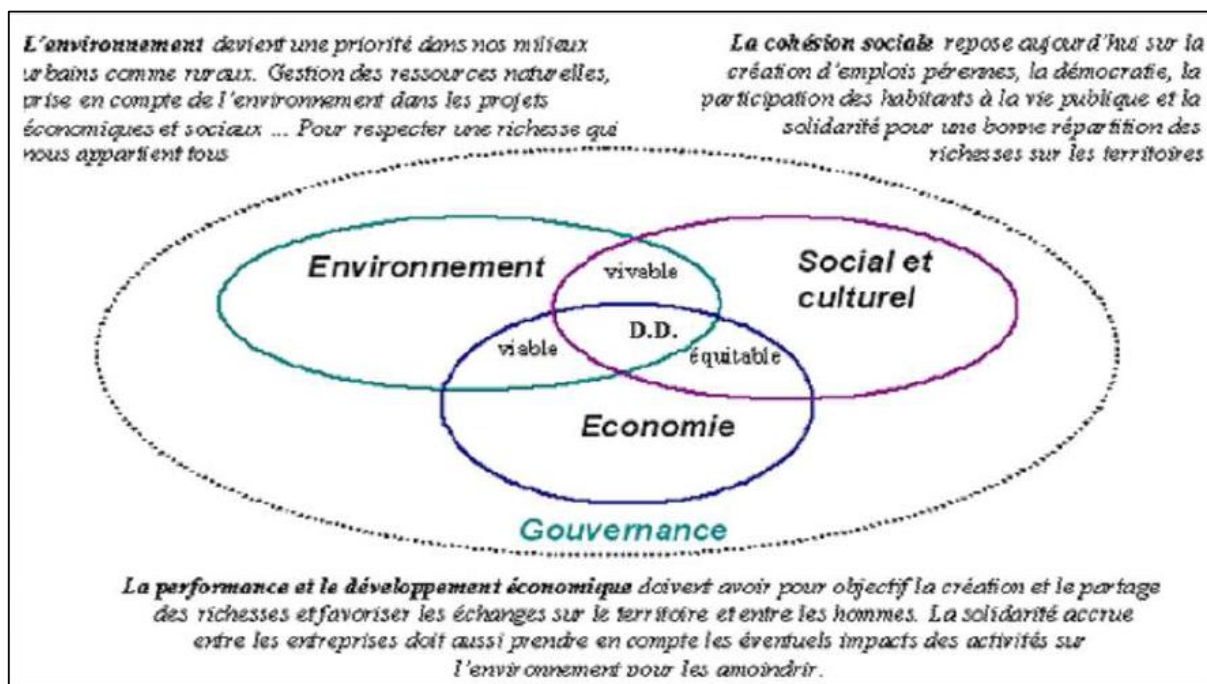 L'environnement devient une priorité dans nos milieux
urbains comme ruraux. Gestion des ressources naturelles,
prise en compte de l'environnement dans les projets
économiques et sociaux ... Pour respecter une richesse qui
nous appartient tous
La cohésion sociale repose aujourd'hui sur la
création d'emplois pérennes, la démocratie, la
participation des habitants à la vie publique et la
solidarité pour une bonne répartition des
richesses sur les territoires
Environnement
vivable
Social et
culturel
viable
D.D.
équitable
Economie
Gouvernance
La performance et le développement économique doivent avoir pour objectif la création et le partage
des richesses et favoriser les échanges sur le territoire et entre les hommes. La solidarité accrue
entre les entreprises doit aussi prendre en compte les éventuels impacts des activités sur
l'environnement pour les amoindrir.